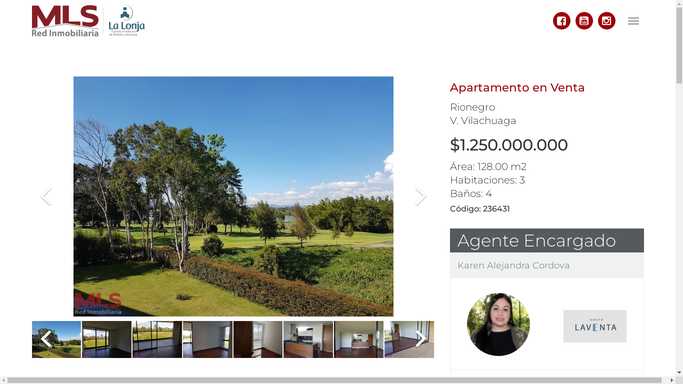 MLS
Red Inmobiliaria
La Lonja
Apartamento en Venta
Rionegro
V. Vilachuaga
$1.250.000.000
Área: 128.00 m2
Habitaciones: 3
Baños: 4
Código: 236431
MLS
Red Inmobiliaria
Agente Encargado
Karen Alejandra Cordova
LAVENTA